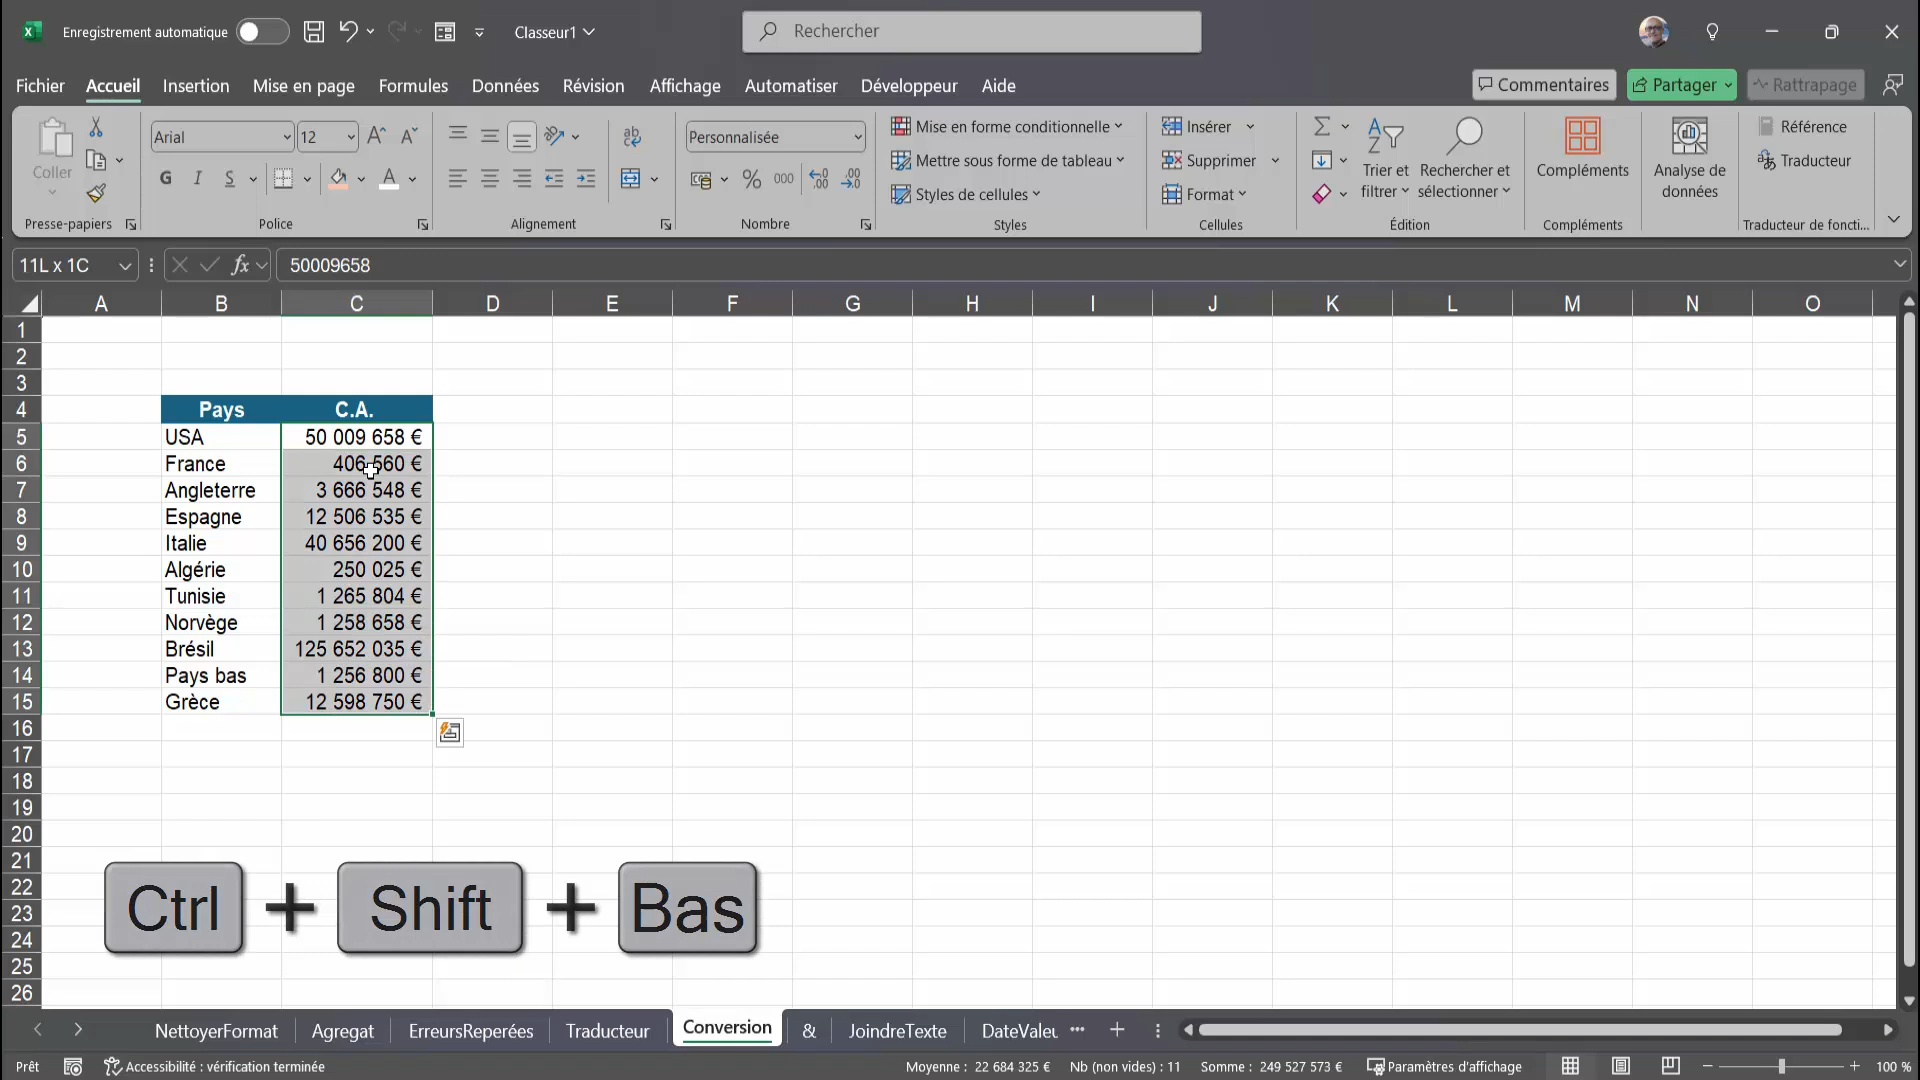 Enregistrement automatique
Classeur1
Rechercher
Fichier Accueil Insertion Mise en page Formules Données Révision Affichage Automatiser Développeur Aide
Commentaires Partager Rattrapage
Coller
Presse-papiers
Arial 12
G I S
Police
Alignement
Personnalisée
% 000
Nombre
Mise en forme conditionnelle
Mettre sous forme de tableau
Styles de cellules
Styles
Insérer
Supprimer
Format
Cellules
Trier et filtrer
Rechercher et sélectionner
Édition
Compléments
Compléments
Analyse de données
Référence
Traducteur
Traducteur de foncti...
11L x 1C fx 50009658
A B C D E F G H I J K L M N O
1
2
3
4 Pays C.A.
5 USA 50 009 658 €
6 France 406 560 €
7 Angleterre 3 666 548 €
8 Espagne 12 506 535 €
9 Italie 40 656 200 €
10 Algérie 250 025 €
11 Tunisie 1 265 804 €
12 Norvège 1 258 658 €
13 Brésil 125 652 035 €
14 Pays bas 1 256 800 €
15 Grèce 12 598 750 €
16
17
18
19
20
21
22
23
24
25
26
Ctrl + Shift + Bas
NettoyerFormat Agregat ErreursReperées Traducteur Conversion & JoindreTexte DateValeu ...
Prêt Accessibilité : vérification terminée Moyenne : 22 684 325 € Nb (non vides) : 11 Somme : 249 527 573 € Paramètres d'affichage 100 %